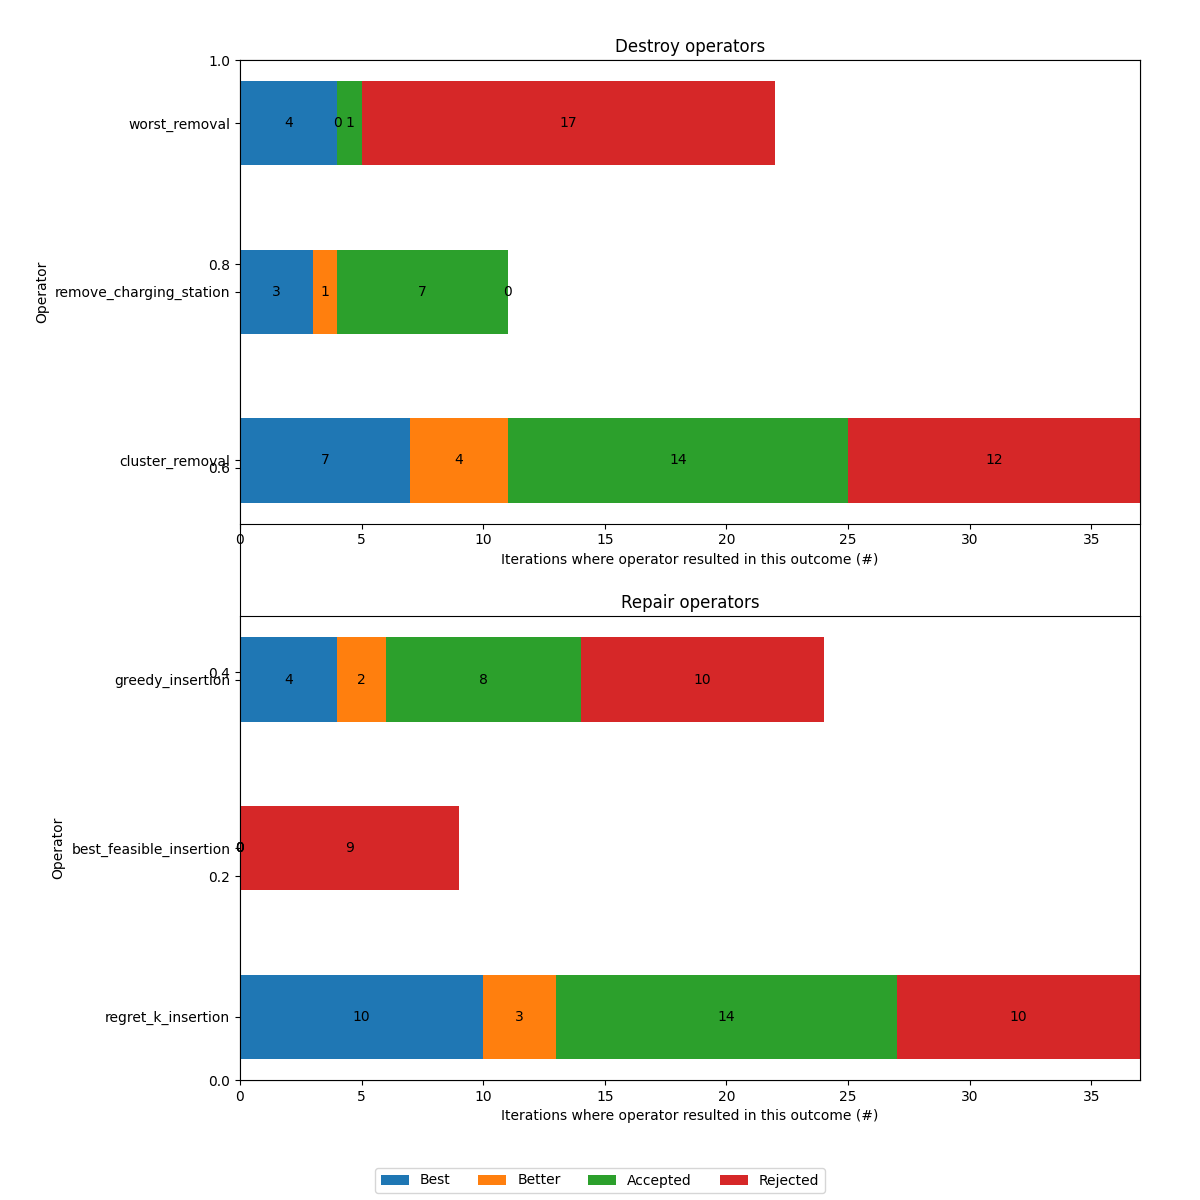 Destroy operators
1.0
worst_removal
4
0
1
17
0.8
Operator
remove_charging_station
3
1
7
0
cluster_removal
0.6
7
4
14
12
0
5
10
15
20
25
30
35
Iterations where operator resulted in this outcome (#)
Repair operators
0.4
greedy_insertion
4
2
8
10
Operator
best_feasible_insertion
0
9
0.2
regret_k_insertion
10
3
14
10
0.0
0
5
10
15
20
25
30
35
Iterations where operator resulted in this outcome (#)
Best
Better
Accepted
Rejected